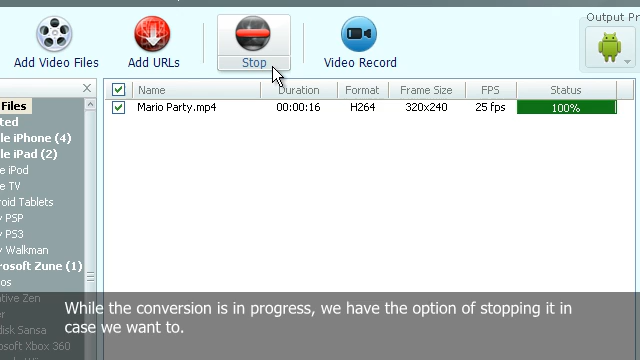 Output Pr
Add Video Files
Add URLs
Stop
Video Record
Name
Duration
Format
Frame Size
FPS
Status
Mario Party.mp4
00:00:16
H264
320x240
25 fps
100%
Files
ted
le iPhone (4)
le iPad (2)
e iPod
e TV
roid Tablets
y PSP
y PS3
y Walkman
rosoft Zune (1)
os
ative Zen
er
disk Sansa
rosoft Xbox 360
While the conversion is in progress, we have the option of stopping it in
case we want to.